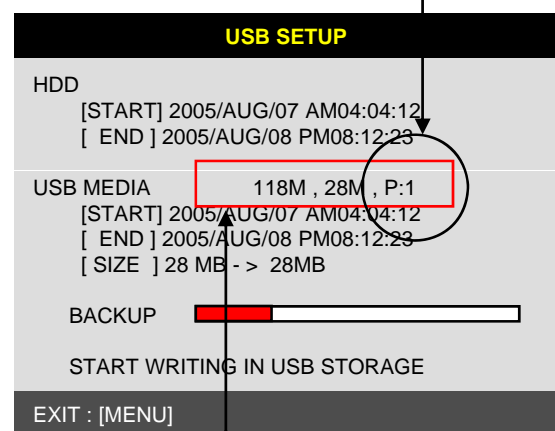 USB SETUP
HDD
[START] 2005/AUG/07 AM04:04:12
[ END ] 2005/AUG/08 PM08:12:23
USB MEDIA 118M , 28M , P:1
[START] 2005/AUG/07 AM04:04:12
[ END ] 2005/AUG/08 PM08:12:23
[ SIZE ] 28 MB - > 28MB
BACKUP
START WRITING IN USB STORAGE
EXIT : [MENU]